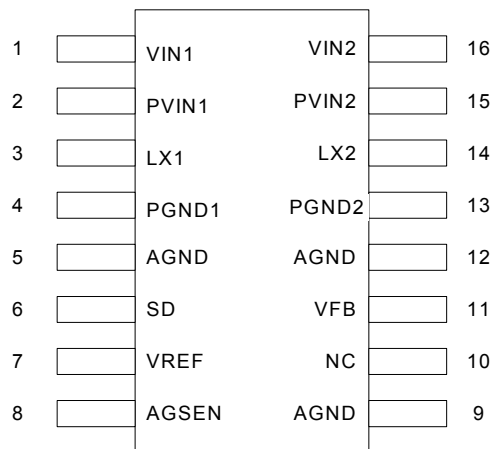 1 VIN1 VIN2 16
2 PVIN1 PVIN2 15
3 LX1 LX2 14
4 PGND1 PGND2 13
5 AGND AGND 12
6 SD VFB 11
7 VREF NC 10
8 AGSEN AGND 9